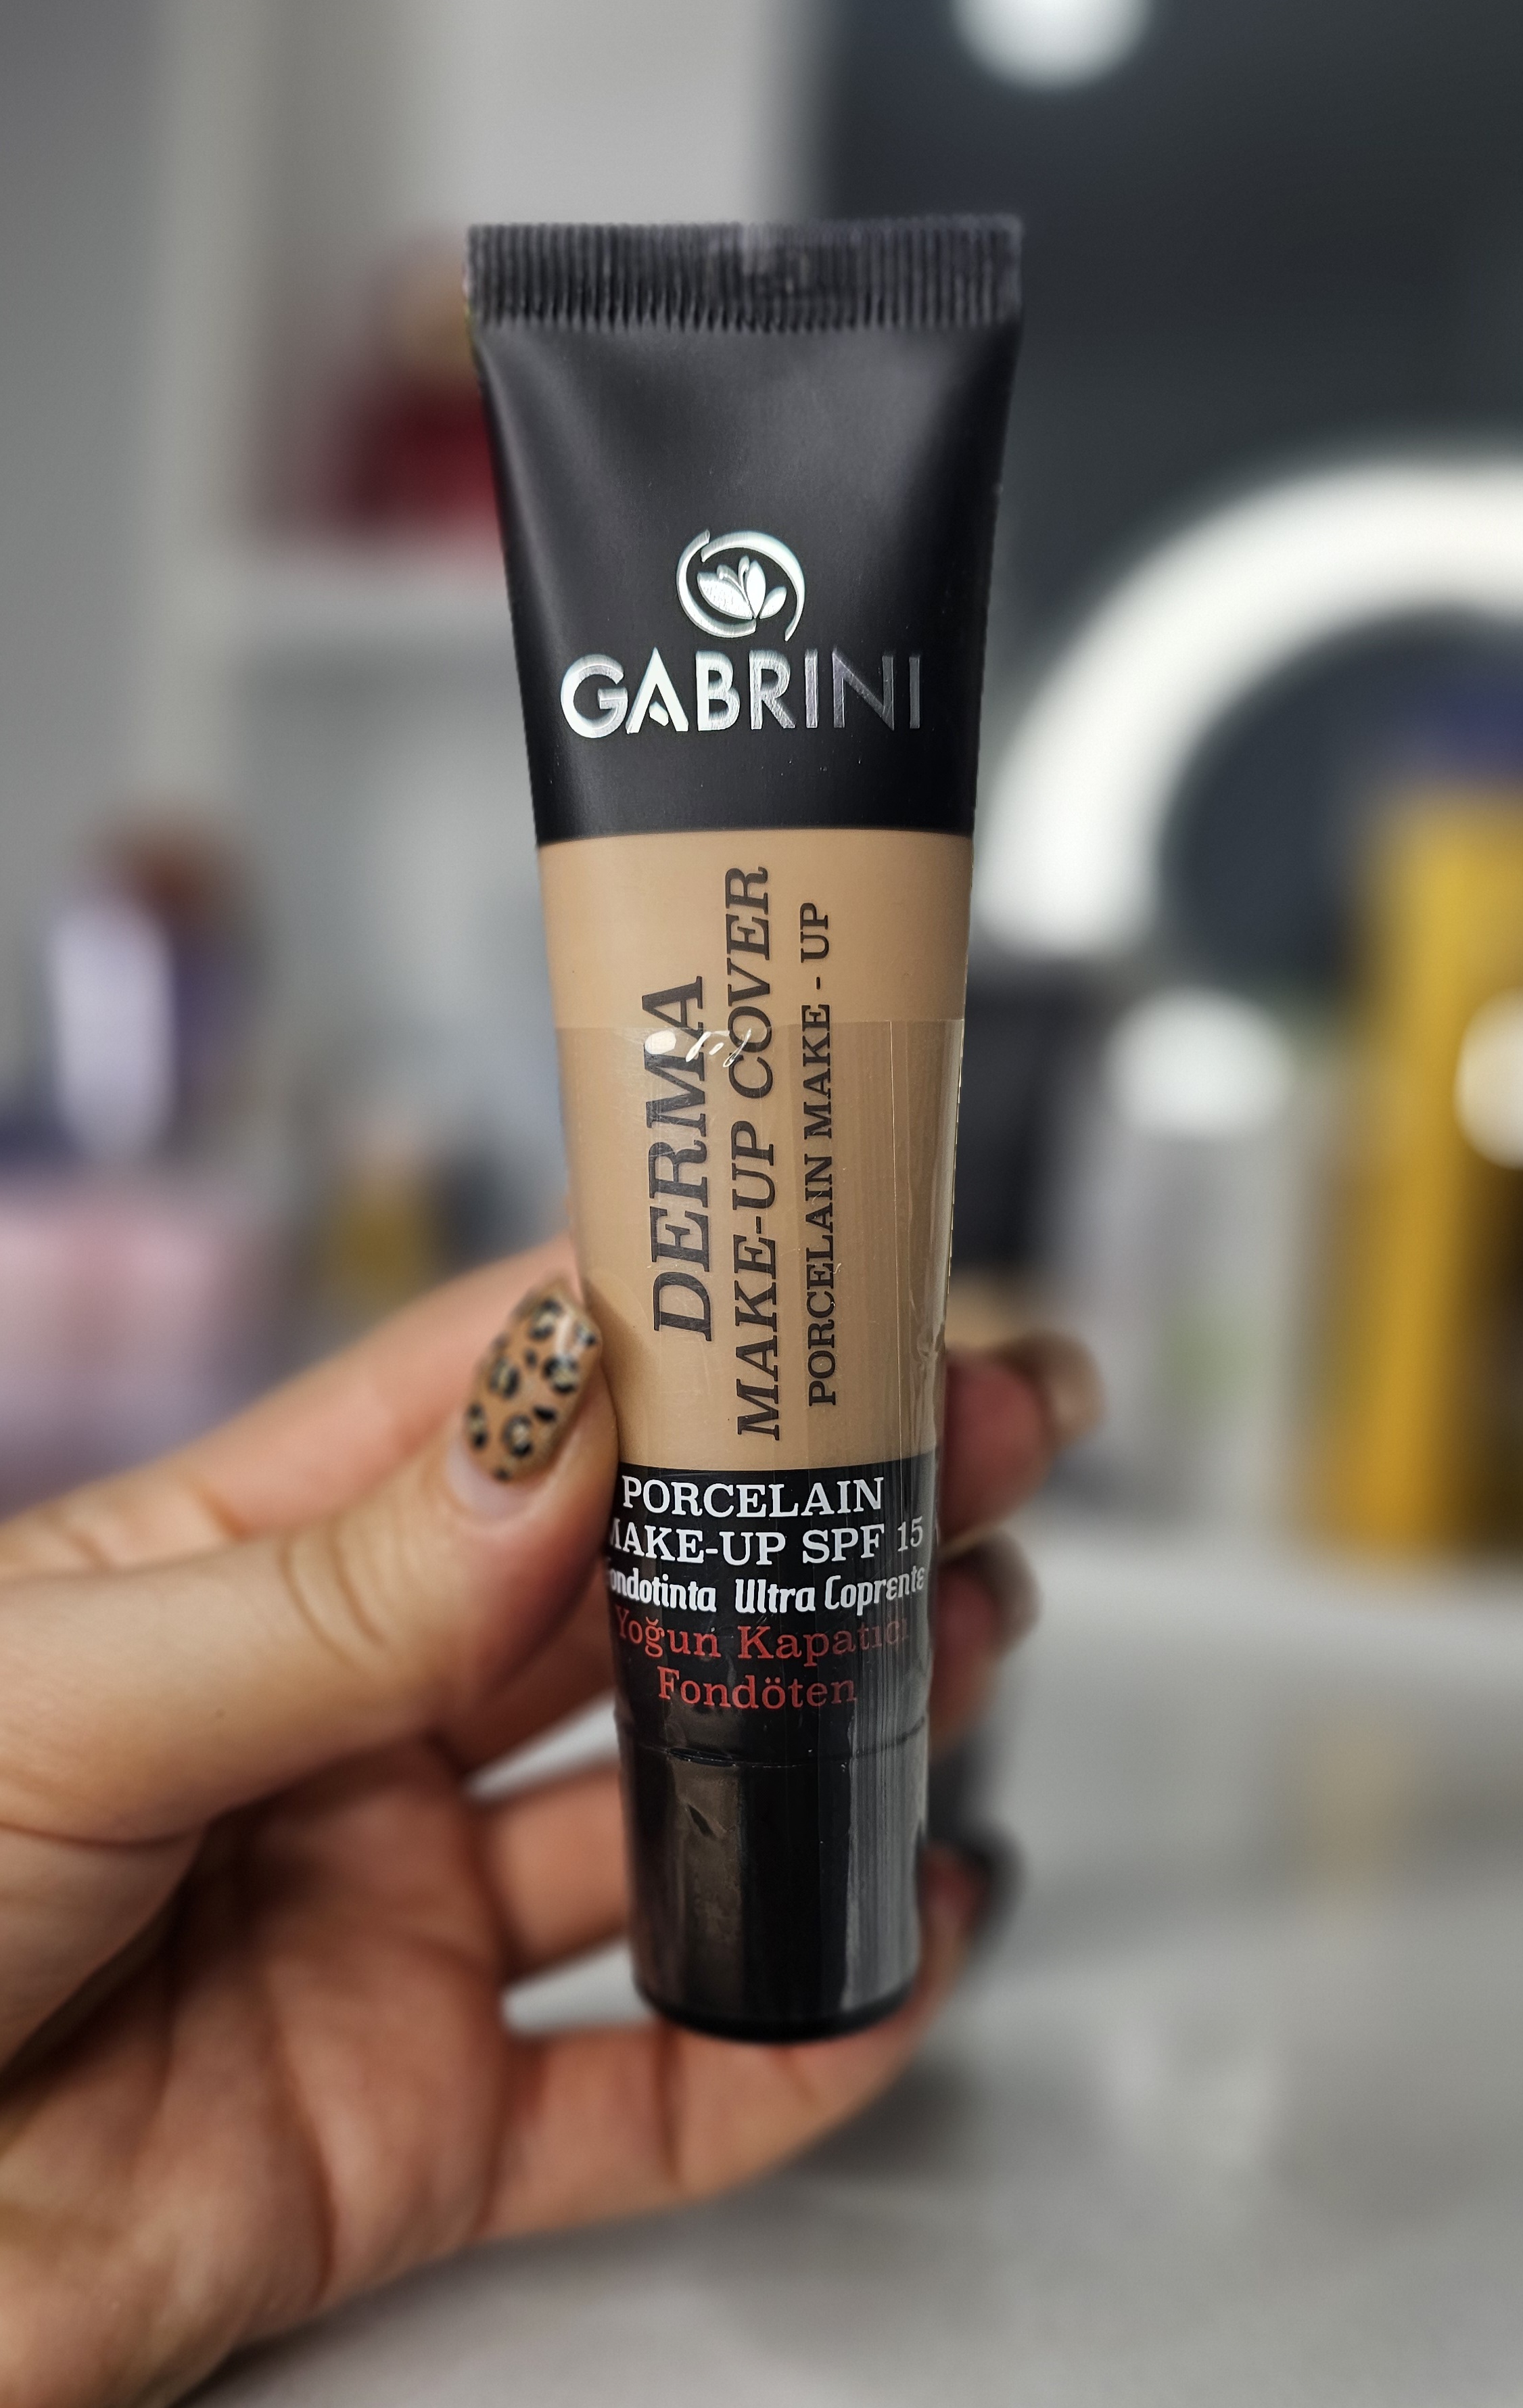 GABRINI
DERMA
MAKE-UP COVER
PORCELAIN MAKE - UP
PORCELAIN
MAKE-UP SPF 15
Fondotinta Ultra Coprente
Yoğun Kapatıcı
Fondöten